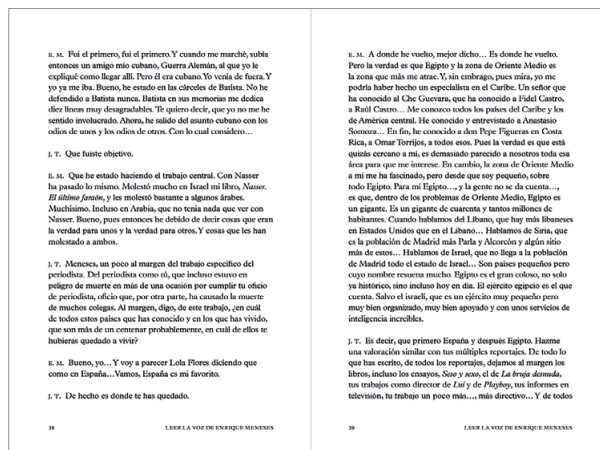 E. M. Fui el primero, fui el primero. Y cuando me marché, subía
entonces un amigo mio cubano, Guerra Alemán, al que yo le
expliqué como llegar allí. Pero él era cubano. Yo venía de fuera. Y
yo ya me iba. Bueno, he estado en las cárceles de Batista. No he
defendido a Batista nunca. Batista en sus memorias me dedica
diez líneas muy desagradables. Te quiero decir, que yo no me he
sentido involucrado. Ahora, he salido del asunto cubano con los
odios de unos y los odios de otros. Con lo cual considero…
J. T. Que fuiste objetivo.
E. M. Que he estado haciendo el trabajo central. Con Nasser
ha pasado lo mismo. Molestó mucho en Israel mi libro, Nasser.
El último faraón, y les molestó bastante a algunos árabes.
Muchísimo. Incluso en Arabia, que no tenía nada que ver con
Nasser. Bueno, pues entonces he debido de decir cosas que eran
la verdad para unos y la verdad para otros. Y cosas que les han
molestado a ambos.
J. T. Meneses, un poco al margen del trabajo específico del
periodista. Del periodista como tú, que incluso estuvo en
peligro de muerte en más de una ocasión por cumplir tu oficio
de periodista, oficio que, por otra parte, ha causado la muerte
de muchos colegas. Al margen, digo, de este trabajo, ¿en cuál
de todos estos países que has conocido y en los que has vivido,
que son más de un centenar probablemente, en cuál de ellos te
hubieras quedado a vivir?
E. M. Bueno, yo… Y voy a parecer Lola Flores diciendo que
como en España… Vamos, España es mi favorito.
J. T. De hecho es donde te has quedado.
38 LEER LA VOZ DE ENRIQUE MENESES
E. M. A donde he vuelto, mejor dicho… Es donde he vuelto.
Pero la verdad es que Egipto y la zona de Oriente Medio es
la zona que más me atrae. Y, sin embrago, pues mira, yo me
podría haber hecho un especialista en el Caribe. Un señor que
ha conocido al Che Guevara, que ha conocido a Fidel Castro,
a Raúl Castro… Me conozco todos los países del Caribe y los
de América central. He conocido y entrevistado a Anastasio
Somoza… En fin, he conocido a don Pepe Figueras en Costa
Rica, a Omar Torrijos, a todos esos. Pues la verdad es que está
quizás cercano a mí, es demasiado parecido a nosotros toda esa
área para que me interese. En cambio, la zona de Oriente Medio
a mi me ha fascinado, pero desde que soy pequeño, sobre
todo Egipto. Para mí Egipto…, y la gente no se da cuenta…,
es que, dentro de los problemas de Oriente Medio, Egipto es
un gigante. Es un gigante de cuarenta y tantos millones de
habitantes. Cuando hablamos del Líbano, que hay más libaneses
en Estados Unidos que en el Líbano… Hablamos de Siria, que
es la población de Madrid más Parla y Alcorcón y algún sitio
más de estos… Hablamos de Israel, que no llega a la población
de Madrid todo el estado de Israel… Son países pequeños pero
cuyo nombre resuena mucho. Egipto es el gran coloso, no solo
ya histórico, sino incluso hoy en día. El ejército egipcio es el que
cuenta. Salvo el israelí, que es un ejército muy pequeño pero
muy bien organizado, muy bien apoyado y con unos servicios de
inteligencia increíbles.
J. T. Es decir, que primero España y después Egipto. Hazme
una valoración similar con tus múltiples reportajes. De todo lo
que has escrito, de todos los reportajes, dejamos al margen los
libros, incluso los ensayos, Sexo y sexo, el de La bruja desnuda,
tus trabajos como director de Lui y de Playboy, tus informes en
televisión, tu trabajo un poco más…, más directivo… Y de todos
39 LEER LA VOZ DE ENRIQUE MENESES